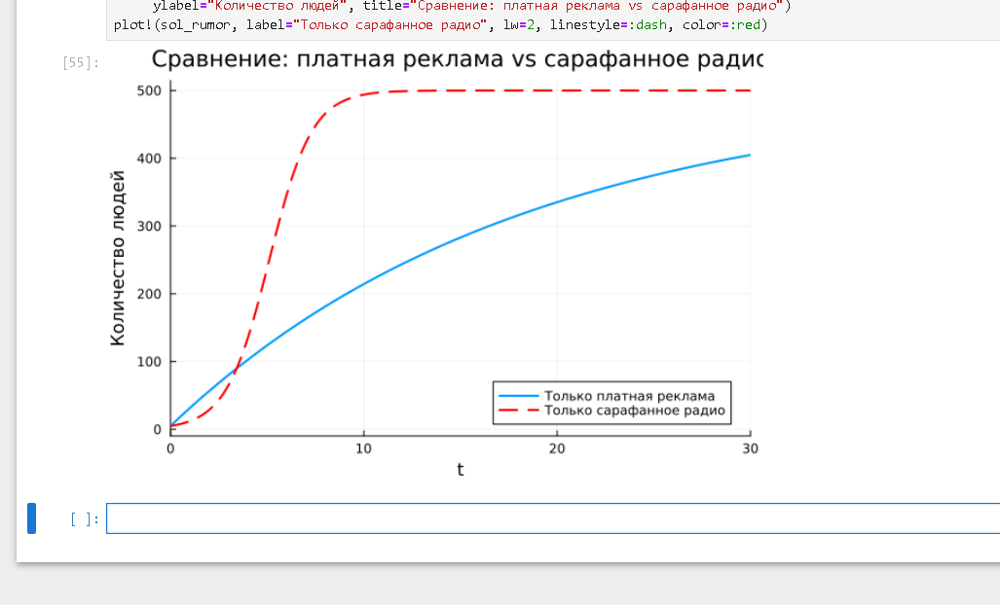 ylabel="Количество людей", title="Сравнение: платная реклама vs сарафанное радио")
plot!(sol_rumor, label="Только сарафанное радио", lw=2, linestyle=:dash, color=:red)
[55]:
Сравнение: платная реклама vs сарафанное радио
500
400
300
200
100
0
Количество людей
0 10 20 30
t
Только платная реклама
Только сарафанное радио
[ ]: